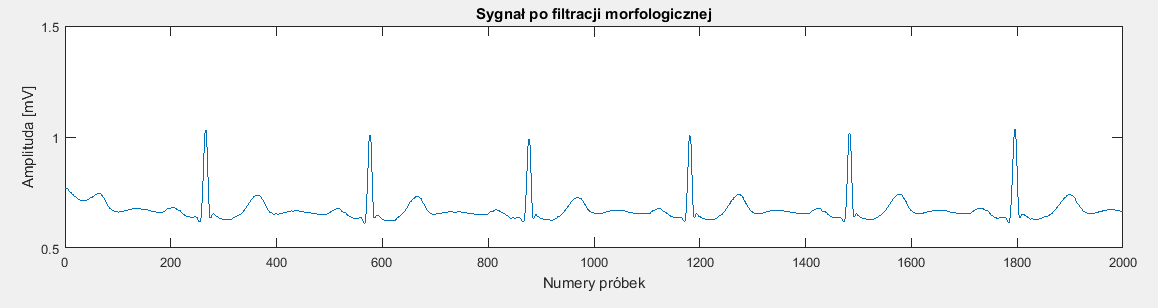 Sygnał po filtracji morfologicznej
1.5
1
0.5
Amplituda [mV]
0 200 400 600 800 1000 1200 1400 1600 1800 2000
Numery próbek